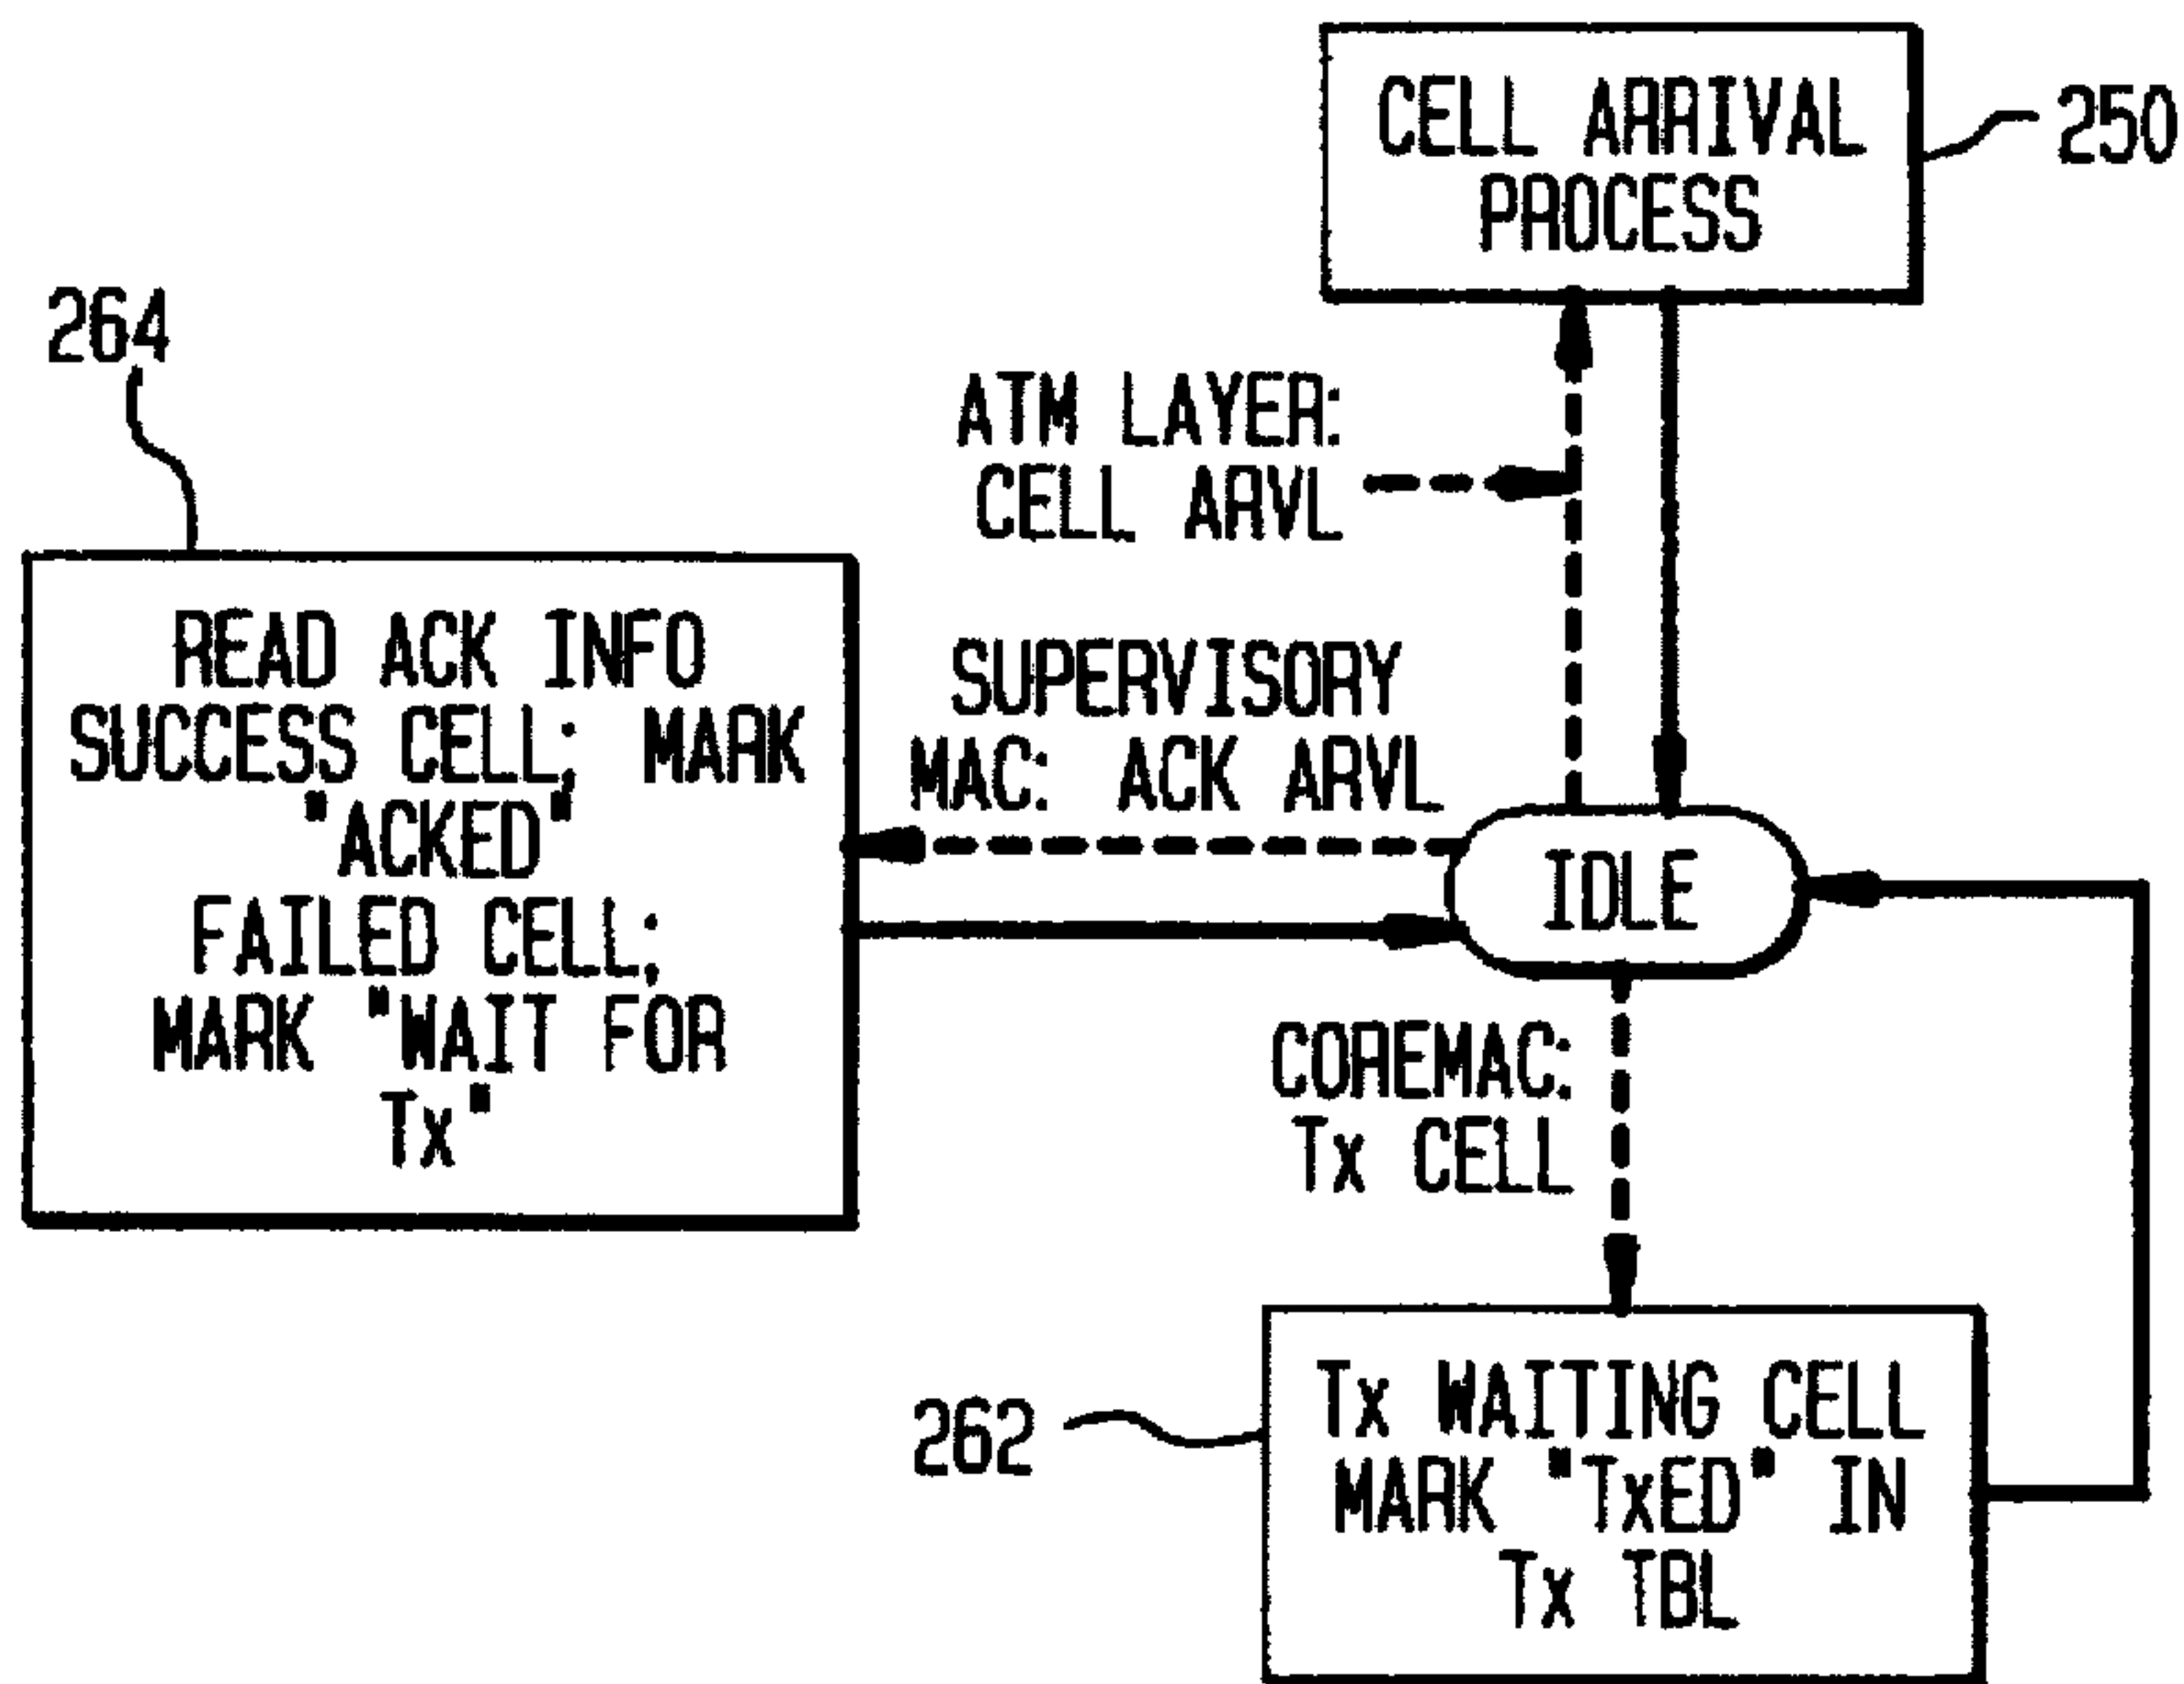 CELL ARRIVAL
PROCESS
250
264
ATM LAYER:
CELL ARVL
READ ACK INFO
SUCCESS CELL; MARK
"ACKED"
FAILED CELL;
MARK "WAIT FOR
Tx"
SUPERVISORY
MAC: ACK ARVL
IDLE
COREMAC:
Tx CELL
262
Tx WAITING CELL
MARK "TxED" IN
Tx TBL